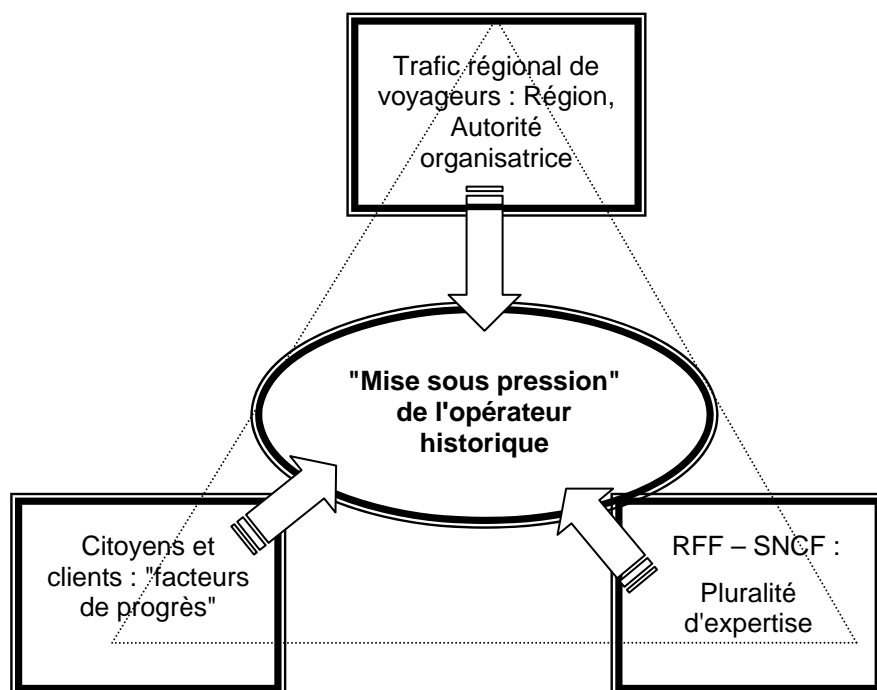 Trafic régional de
voyageurs : Région,
Autorité
organisatrice
"Mise sous pression"
de l'opérateur
historique
Citoyens et
clients : "facteurs
de progrès"
RFF – SNCF :
Pluralité
d'expertise